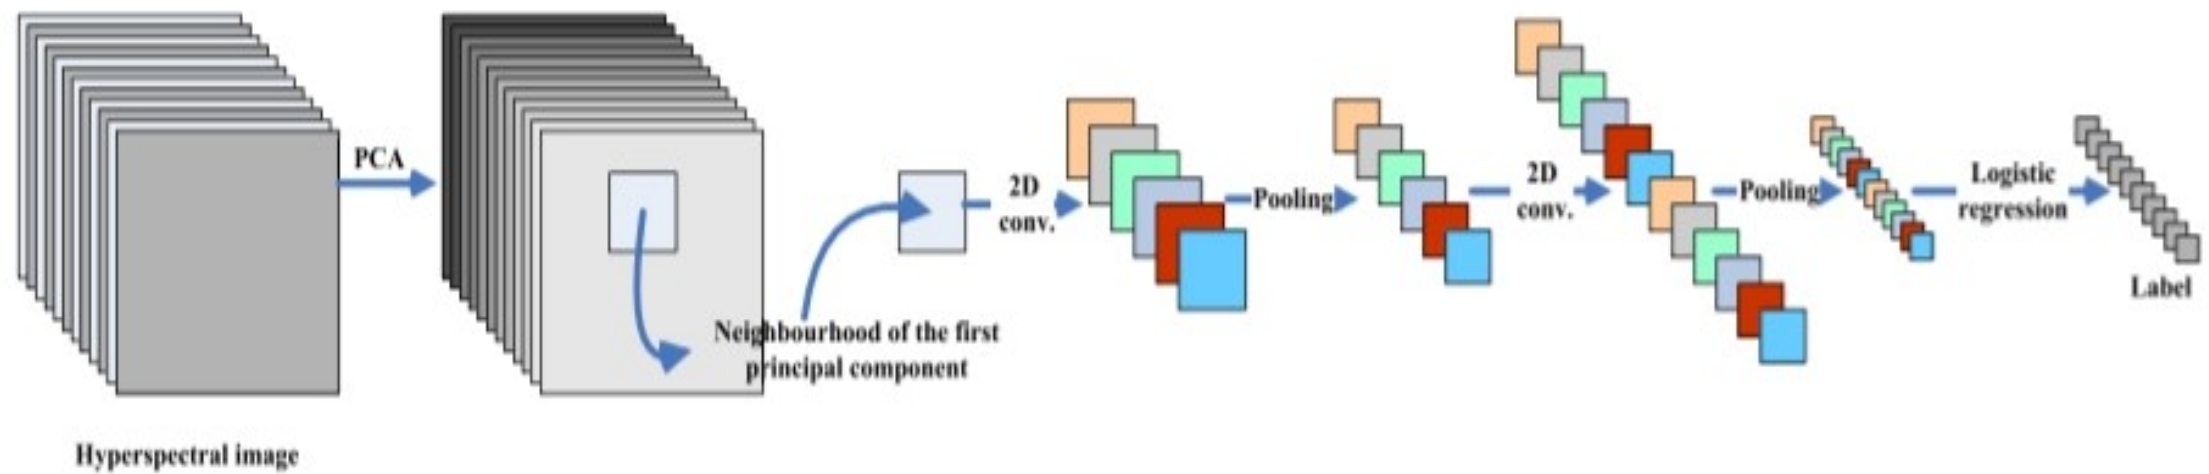 PCA
Hyperspectral image
Neighbourhood of the first
principal component
2D
conv.
Pooling
2D
conv.
Pooling
Logistic
regression
Label